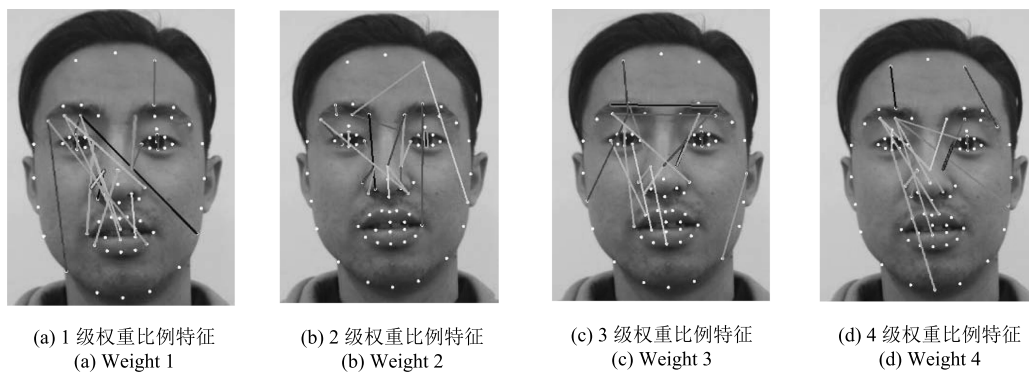 (a) 1 级权重比例特征
(a) Weight 1
(b) 2 级权重比例特征
(b) Weight 2
(c) 3 级权重比例特征
(c) Weight 3
(d) 4 级权重比例特征
(d) Weight 4